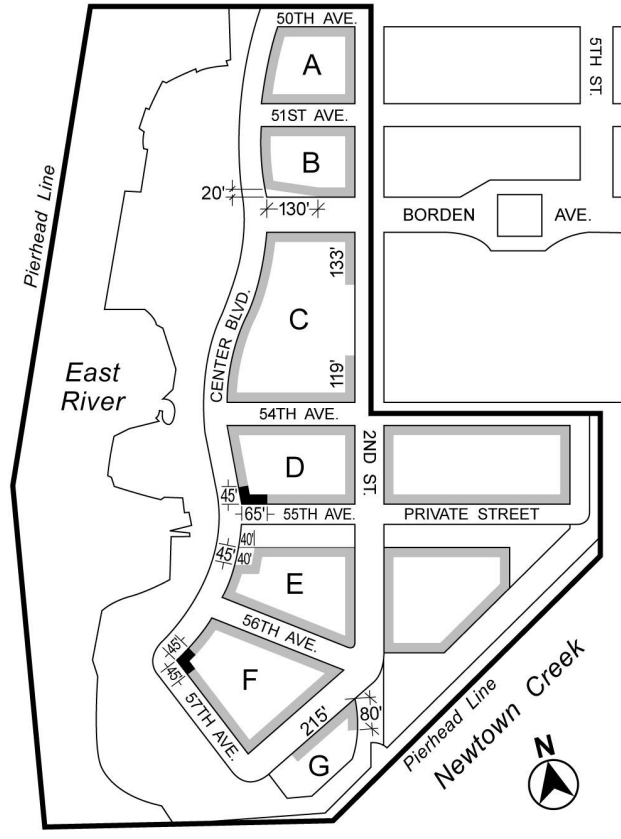 50TH AVE.
A
5TH ST.
51ST AVE.
B
Pierhead Line
20'
130'
BORDEN AVE.
133'
C
CENTER BLVD.
East
River
119'
54TH AVE.
D
2ND ST.
45'
65'
55TH AVE.
PRIVATE STREET
40'
45'
40'
E
56TH AVE.
45'
45'
F
57TH AVE.
215'
80'
G
Pierhead Line
Newtown Creek
N